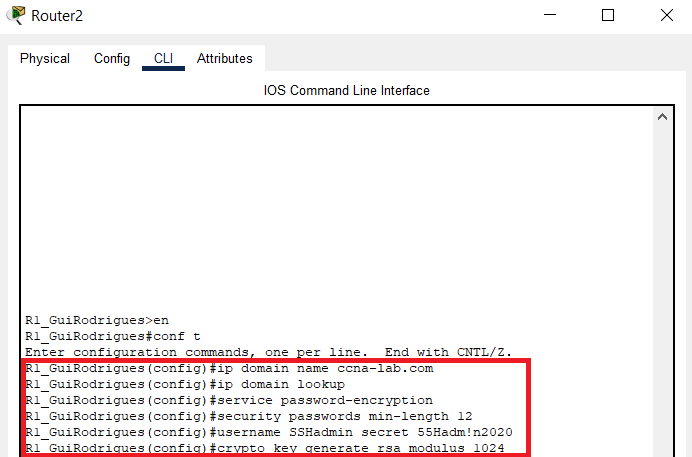 Router2
Physical Config CLI Attributes
IOS Command Line Interface
R1_GuiRodrigues>en
R1_GuiRodrigues#conf t
Enter configuration commands, one per line.  End with CNTL/Z.
R1_GuiRodrigues(config)#ip domain name ccna-lab.com
R1_GuiRodrigues(config)#ip domain lookup
R1_GuiRodrigues(config)#service password-encryption
R1_GuiRodrigues(config)#security passwords min-length 12
R1_GuiRodrigues(config)#username SSHadmin secret 55Hadm!n2020
R1_GuiRodrigues(config)#crypto key generate rsa modulus 1024